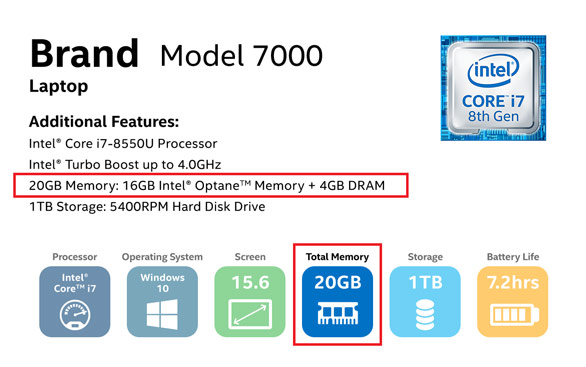 Brand Model 7000
Laptop
intel®
CORE™ i7
8th Gen
Additional Features:
Intel® Core i7-8550U Processor
Intel® Turbo Boost up to 4.0GHz
20GB Memory: 16GB Intel® Optane™ Memory + 4GB DRAM
1TB Storage: 5400RPM Hard Disk Drive
Processor
Intel®
Core™ i7
Operating System
Windows
10
Screen
15.6
Total Memory
20GB
Storage
1TB
Battery Life
7.2hrs